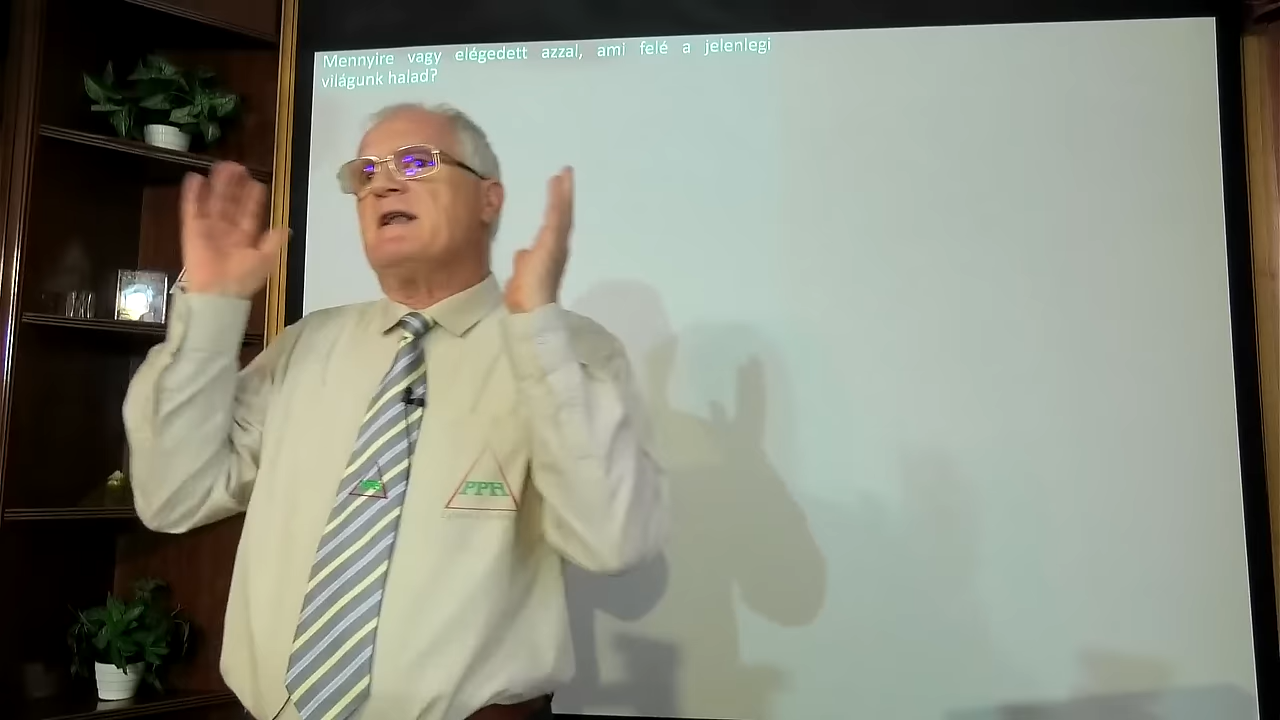 Mennyire vagy elégedett azzal, ami felé a jelenlegi
világunk halad?
PPH